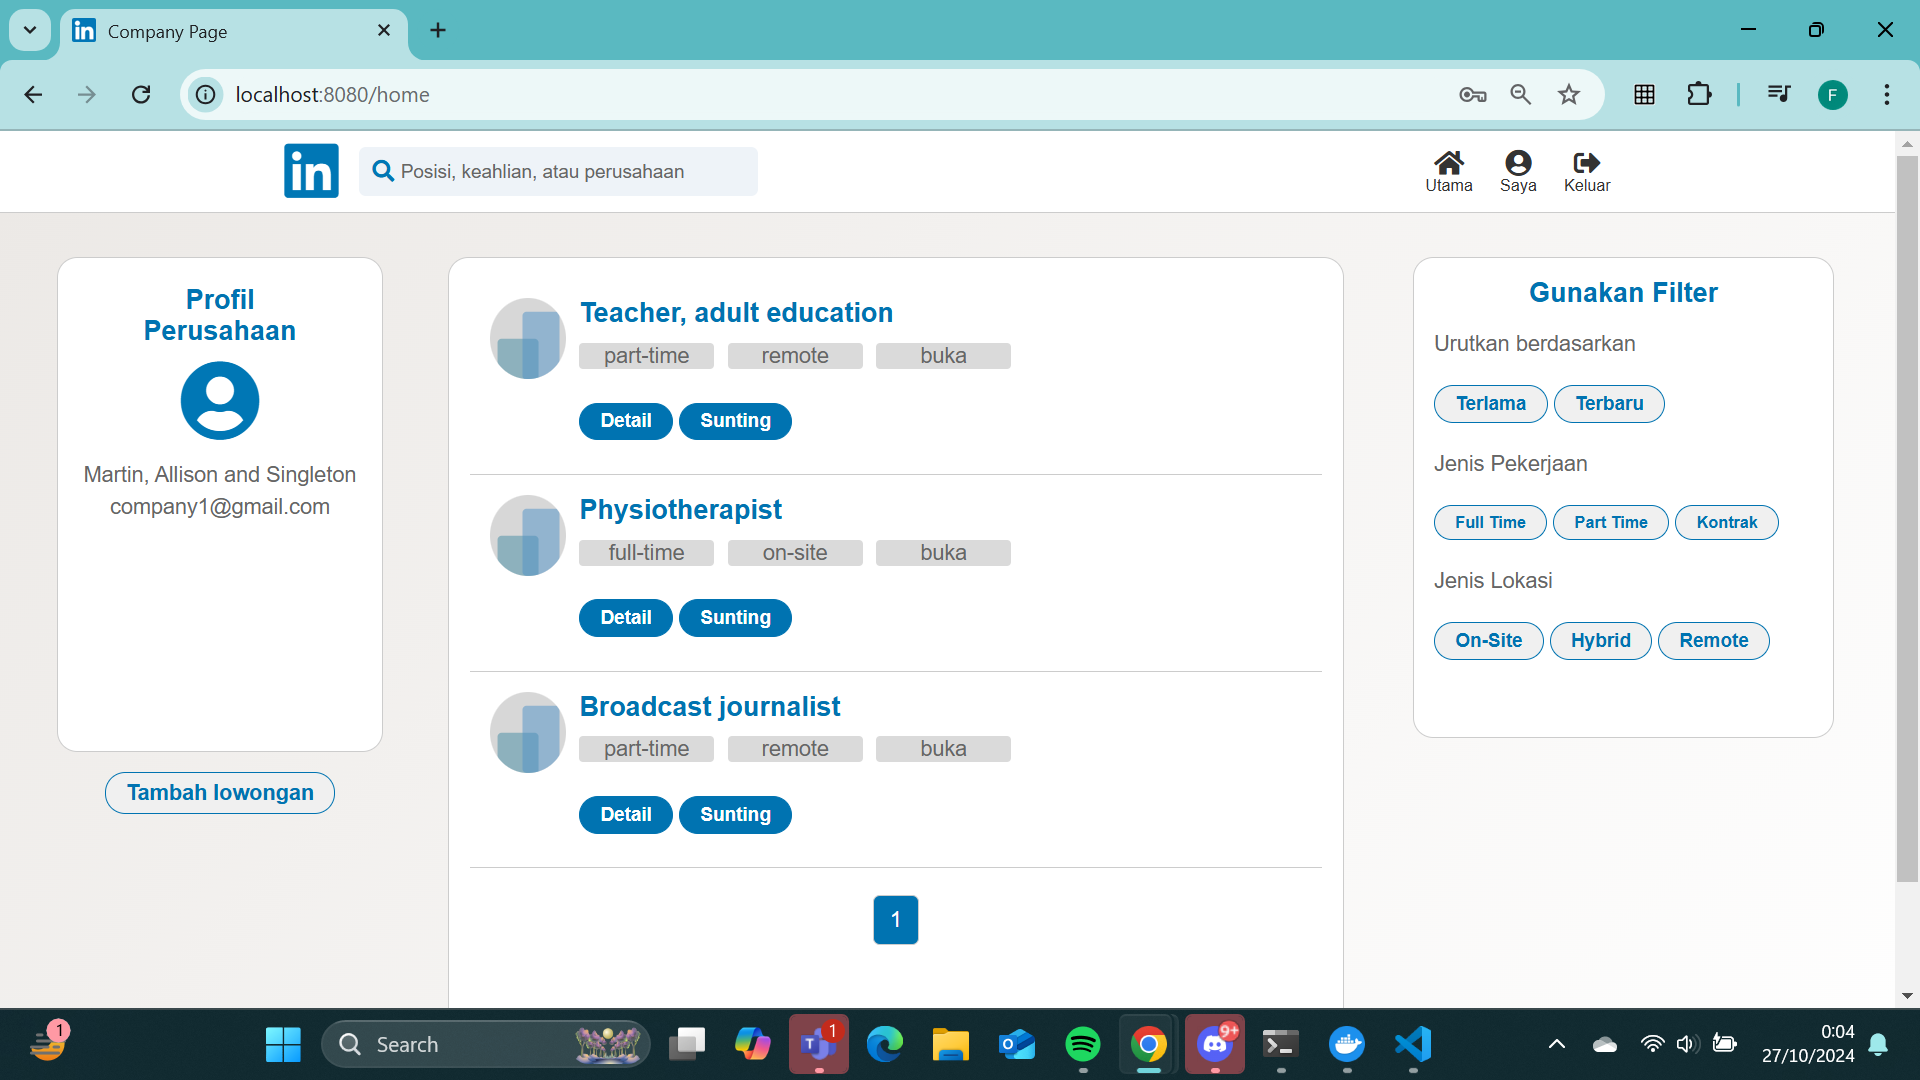 Company Page
localhost:8080/home
in
Posisi, keahlian, atau perusahaan
Utama
Saya
Keluar
Profil
Perusahaan
Martin, Allison and Singleton
company1@gmail.com
Tambah lowongan
Teacher, adult education
part-time remote buka
Detail Sunting
Physiotherapist
full-time on-site buka
Detail Sunting
Broadcast journalist
part-time remote buka
Detail Sunting
1
Gunakan Filter
Urutkan berdasarkan
Terlama Terbaru
Jenis Pekerjaan
Full Time Part Time Kontrak
Jenis Lokasi
On-Site Hybrid Remote
F
1
Search
1
9+
0:04
27/10/2024